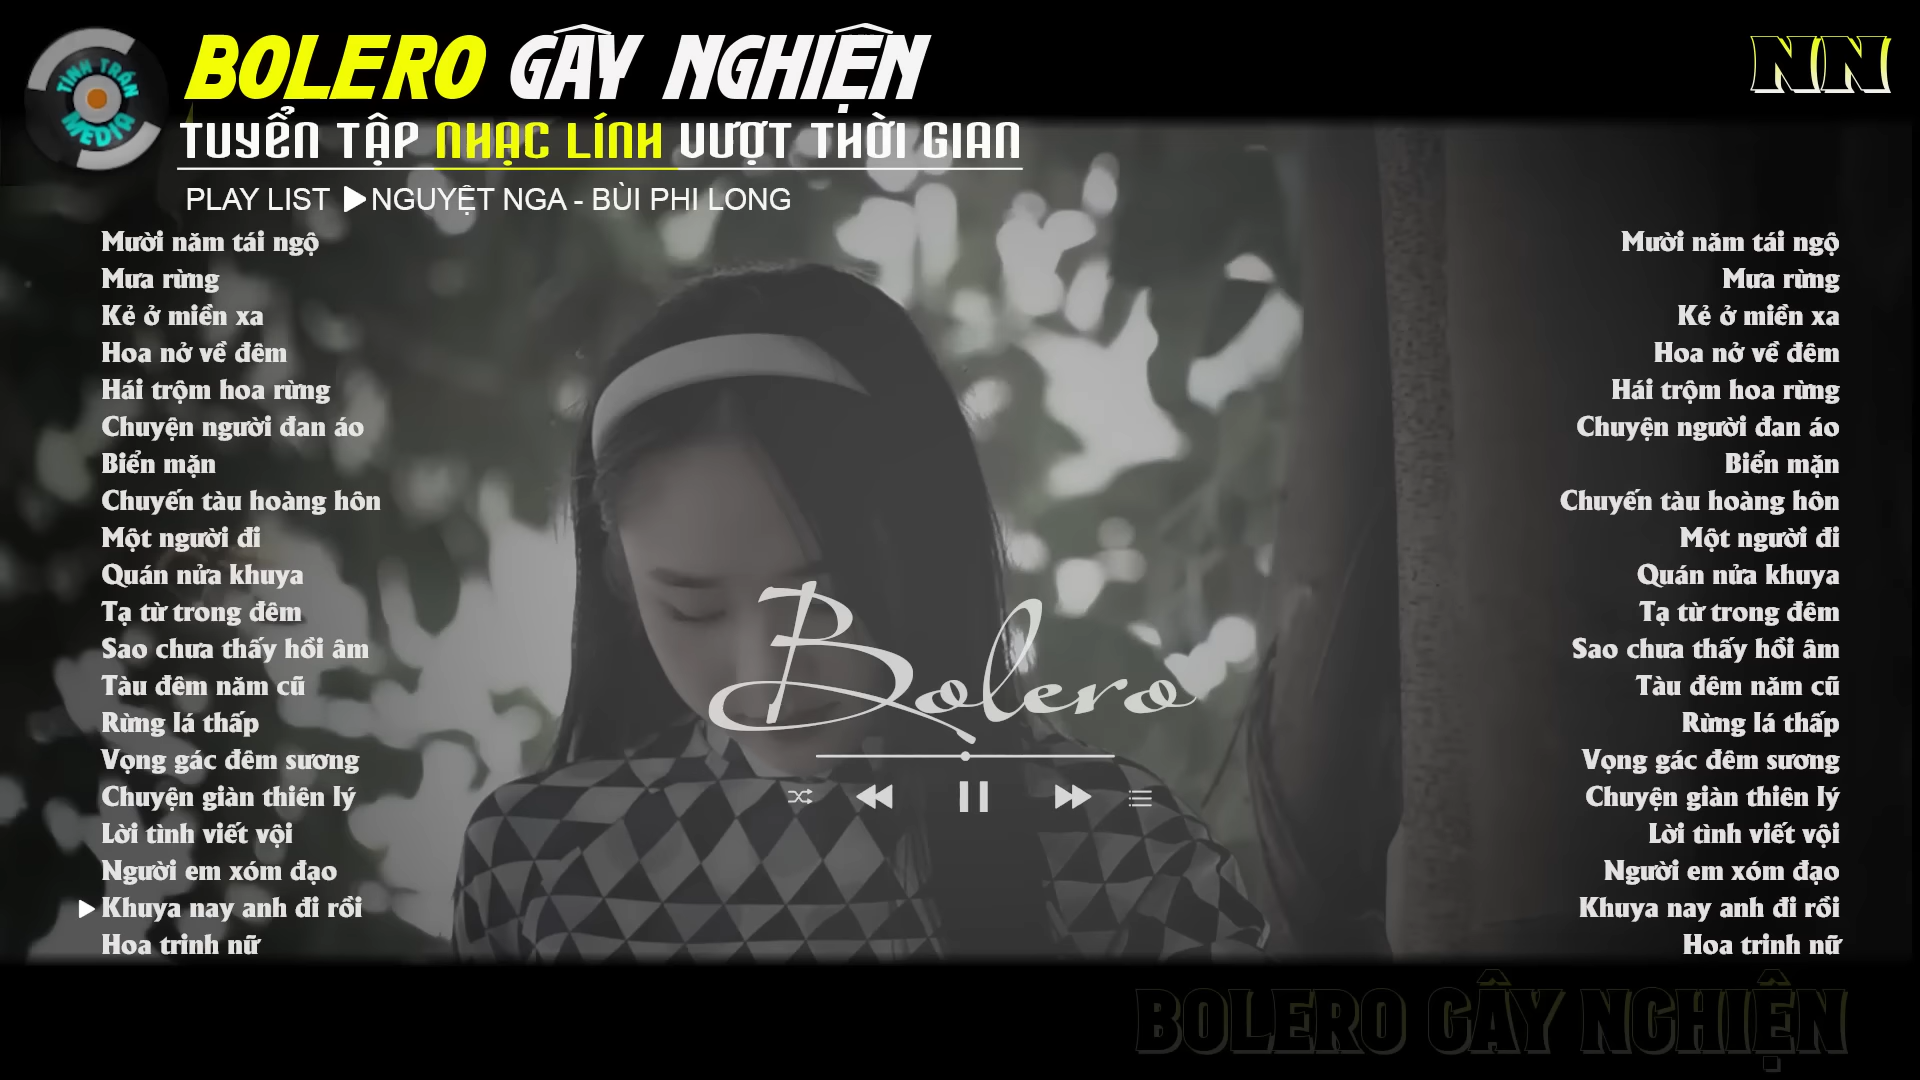 TÌNH TRẦN
MEDIA
BOLERO GÂY NGHIỆN
NN
TUYỂN TẬP NHẠC LÍNH VƯỢT THỜI GIAN
PLAY LIST ▶NGUYỆT NGA - BÙI PHI LONG
Mười năm tái ngộ
Mưa rừng
Kẻ ở miền xa
Hoa nở về đêm
Hái trộm hoa rừng
Chuyện người đan áo
Biển mặn
Chuyến tàu hoàng hôn
Một người đi
Quán nửa khuya
Tạ từ trong đêm
Sao chưa thấy hồi âm
Tàu đêm năm cũ
Rừng lá thấp
Vọng gác đêm sương
Chuyện giàn thiên lý
Lời tình viết vội
Người em xóm đạo
Khuya nay anh đi rồi
Hoa trinh nữ
Bolero
Mười năm tái ngộ
Mưa rừng
Kẻ ở miền xa
Hoa nở về đêm
Hái trộm hoa rừng
Chuyện người đan áo
Biển mặn
Chuyến tàu hoàng hôn
Một người đi
Quán nửa khuya
Tạ từ trong đêm
Sao chưa thấy hồi âm
Tàu đêm năm cũ
Rừng lá thấp
Vọng gác đêm sương
Chuyện giàn thiên lý
Lời tình viết vội
Người em xóm đạo
Khuya nay anh đi rồi
Hoa trinh nữ
BOLERO GÂY NGHIỆN